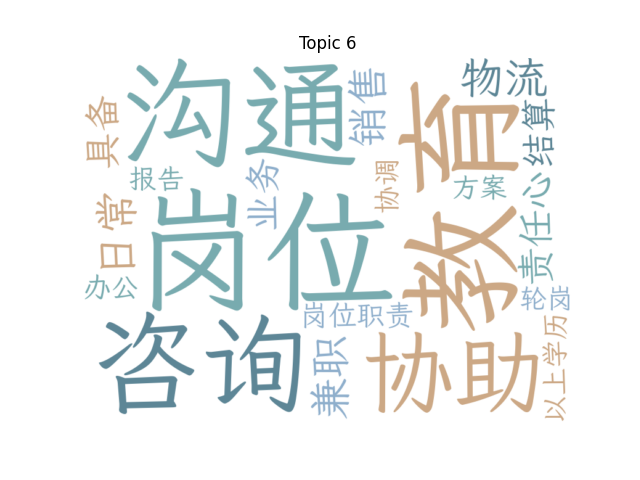 Topic 6
沟通
销售
物流
具备
教育
结算
报告
业务
协调
方案
岗位
日常
责任心
办公
岗位职责
轮岗
咨询
兼职
协助
以上学历